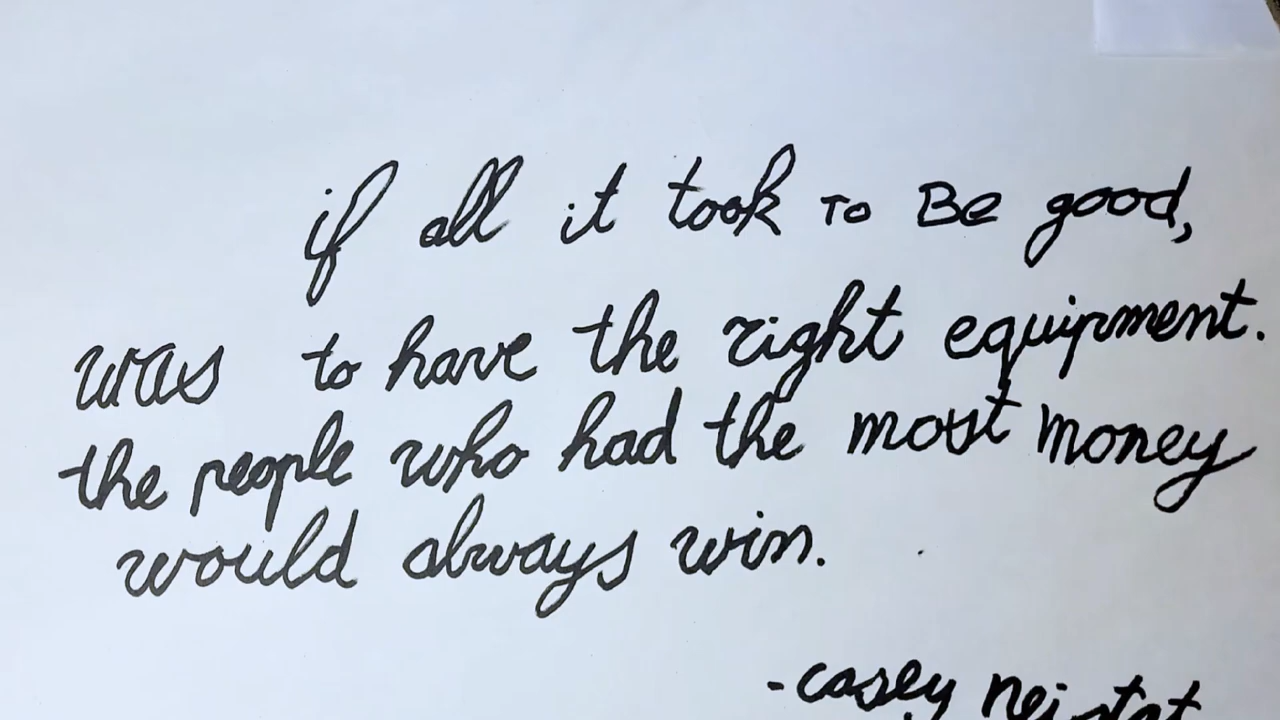 if all it took To Be good,
was to have the right equipment.
the people who had the most money
would always win.
-casey neistat